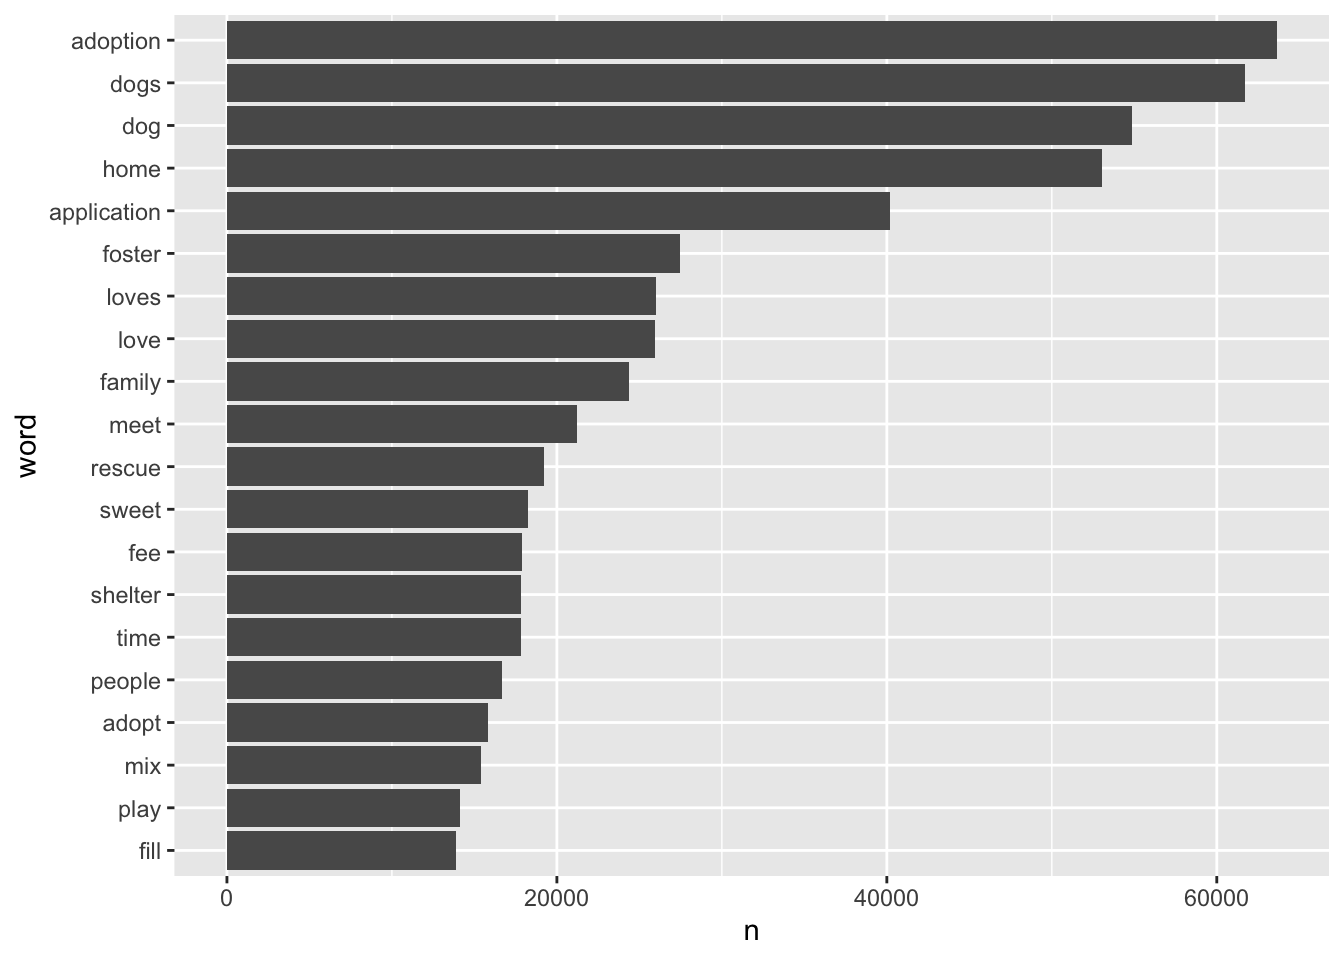 adoption
dogs
dog
home
application
foster
loves
love
family
meet
rescue
sweet
fee
shelter
time
people
adopt
mix
play
fill
word
0 20000 40000 60000
n